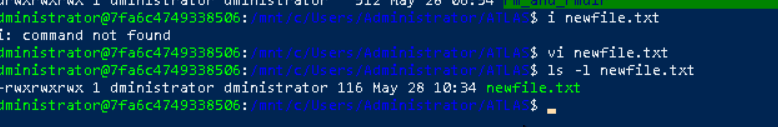 -rwxrwxrwx 1 dministrator dministrator 512 May 28 06:54 rm_and_rmdir
dministrator@7fa6c4749338506:/mnt/c/Users/Administrator/ATLAS$ i newfile.txt
i: command not found
dministrator@7fa6c4749338506:/mnt/c/Users/Administrator/ATLAS$ vi newfile.txt
dministrator@7fa6c4749338506:/mnt/c/Users/Administrator/ATLAS$ ls -l newfile.txt
-rwxrwxrwx 1 dministrator dministrator 116 May 28 10:34 newfile.txt
dministrator@7fa6c4749338506:/mnt/c/Users/Administrator/ATLAS$